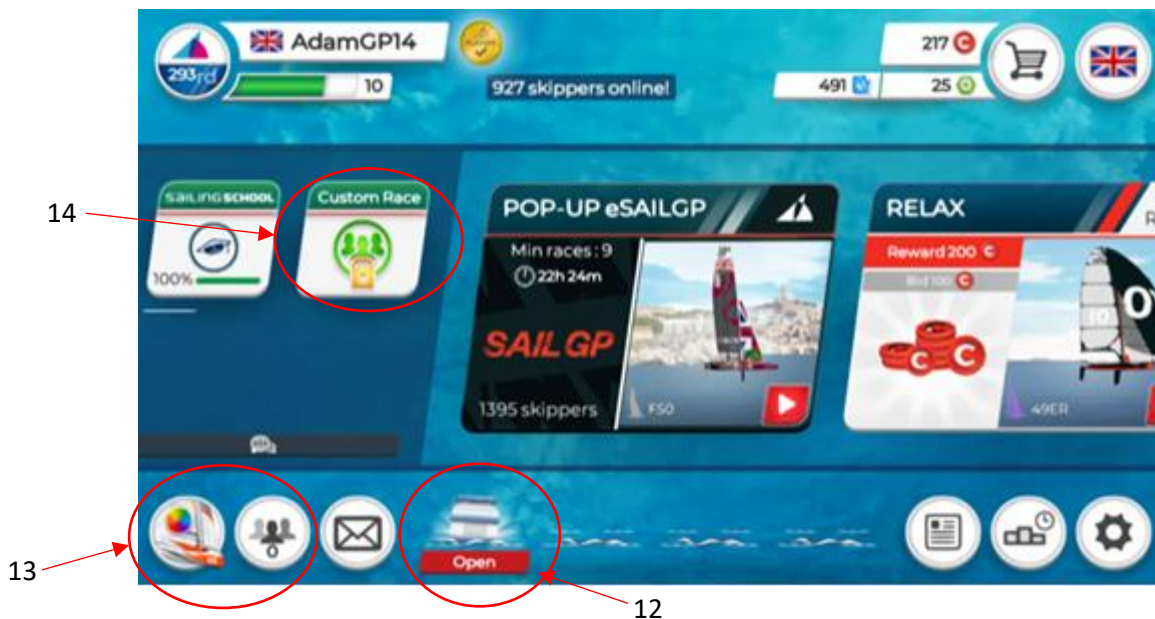 AdamGP14
293rd
10
927 skippers online!
217 C
491
25
14
SAILING SCHOOL
100%
Custom Race
POP-UP eSAILGP
Min races : 9
22h 24m
SAIL GP
1395 skippers
F50
RELAX
R
Reward 200 C
Bid 100 C
C
C
C
10
49ER
Open
13
12